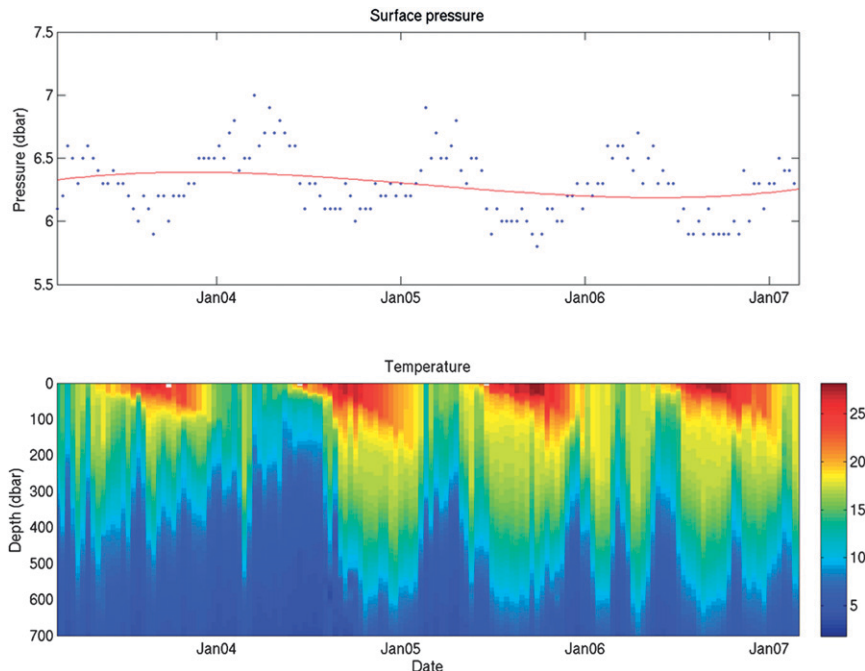 Surface pressure
7.5
7
6.5
6
5.5
Pressure (dbar)
Jan04 Jan05 Jan06 Jan07
Temperature
0
100
200
300
400
500
600
700
Depth (dbar)
Jan04 Jan05 Jan06 Jan07
Date
25
20
15
10
5